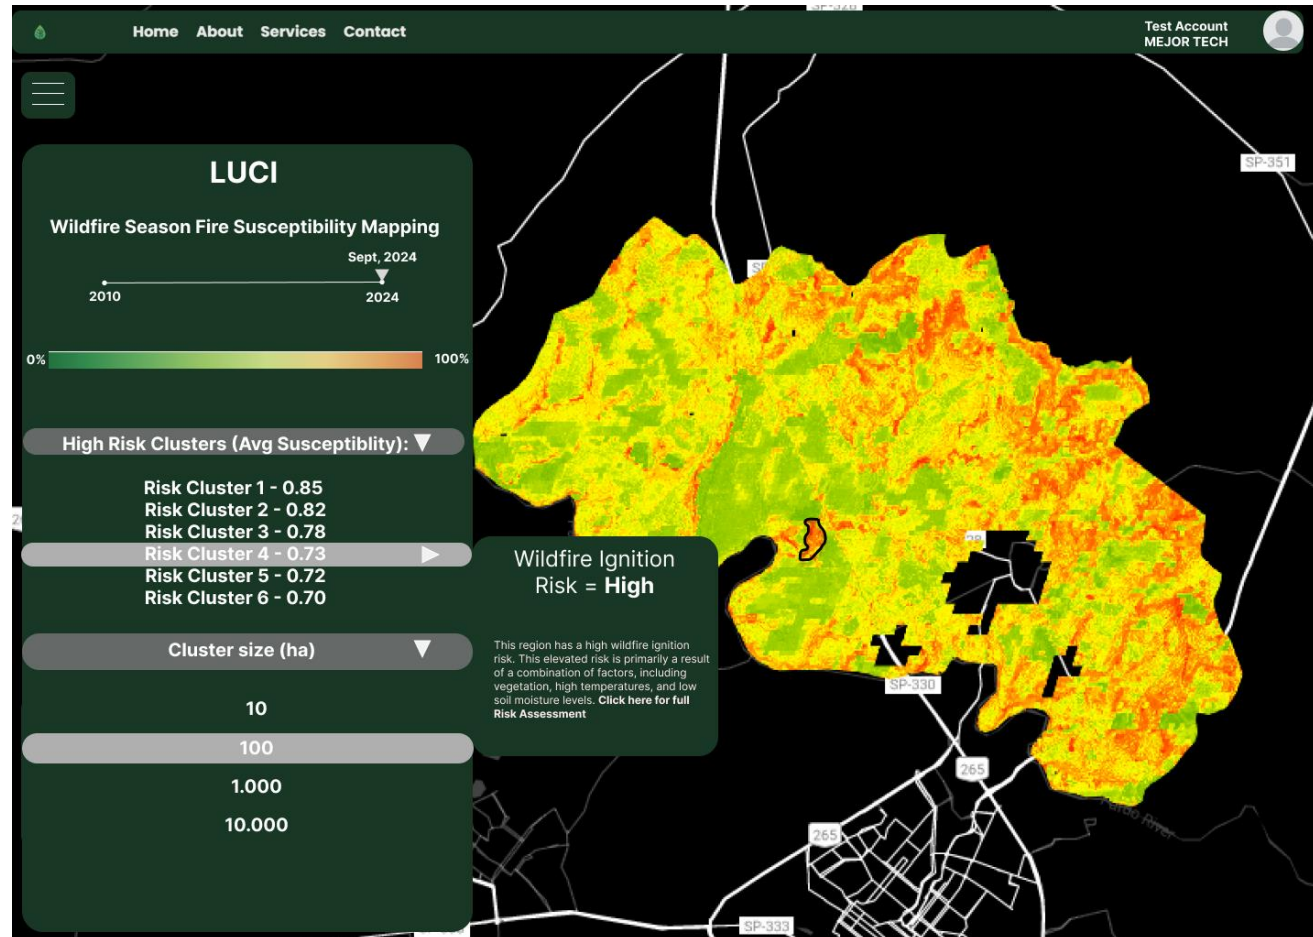 SP-328
Home About Services Contact
Test Account
MEJOR TECH
SP-351
LUCI
Wildfire Season Fire Susceptibility Mapping
Sept, 2024
2010
2024
0%
100%
High Risk Clusters (Avg Susceptiblity):
Risk Cluster 1 - 0.85
Risk Cluster 2 - 0.82
Risk Cluster 3 - 0.78
Risk Cluster 4 - 0.73
Risk Cluster 5 - 0.72
Risk Cluster 6 - 0.70
Wildfire Ignition
Risk = High
This region has a high wildfire ignition
risk. This elevated risk is primarily a result
of a combination of factors, including
vegetation, high temperatures, and low
soil moisture levels. Click here for full
Risk Assessment
Cluster size (ha)
10
100
1.000
10.000
SP-330
265
265
River
SP-333